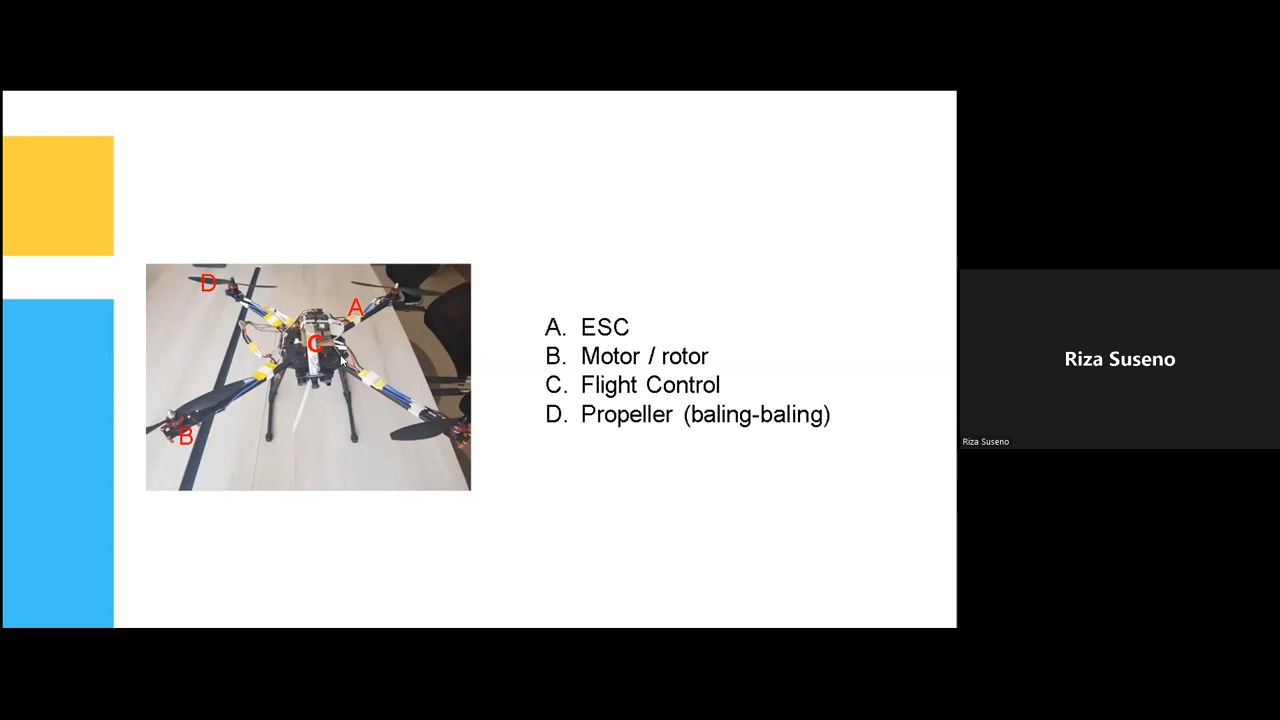 D
A
C
B
A. ESC
B. Motor / rotor
C. Flight Control
D. Propeller (baling-baling)
Riza Suseno
Riza Suseno